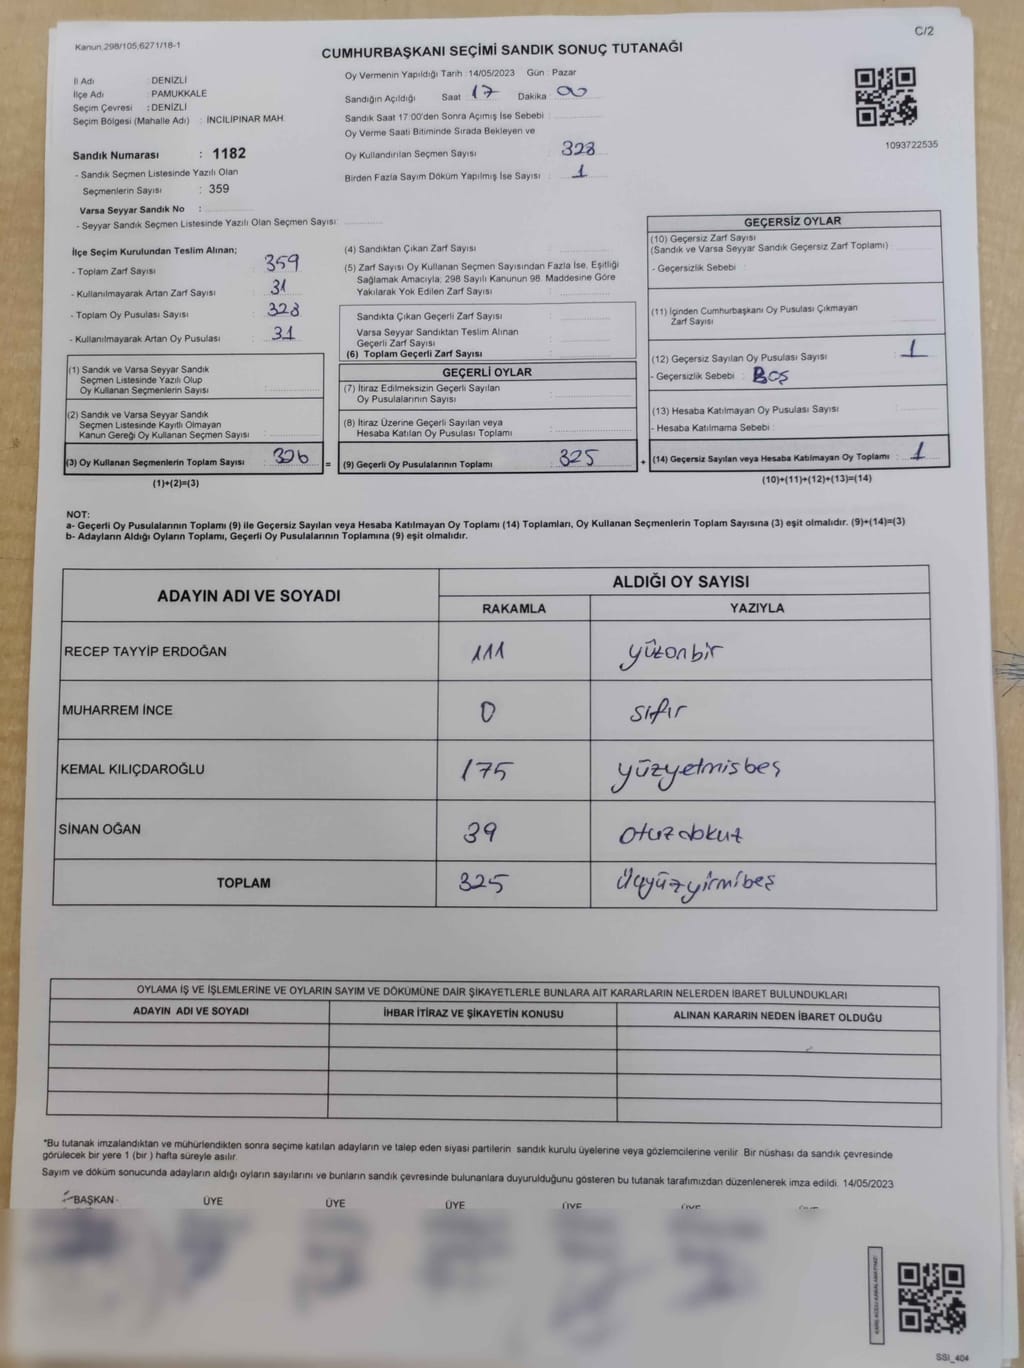 Kanun 298/105,6271/18-1
C/2
CUMHURBAŞKANI SEÇİMİ SANDIK SONUÇ TUTANAĞI
İl Adı : DENİZLİ
İlçe Adı : PAMUKKALE
Seçim Çevresi : DENİZLİ
Seçim Bölgesi (Mahalle Adı) : İNCİLİPINAR MAH.
Sandık Numarası : 1182
- Sandık Seçmen Listesinde Yazılı Olan
Seçmenlerin Sayısı : 359
Varsa Seyyar Sandık No :
- Seyyar Sandık Seçmen Listesinde Yazılı Olan Seçmen Sayısı:
Oy Vermenin Yapıldığı Tarih :14/05/2023 Gün : Pazar
Sandığın Açıldığı Saat : 17 Dakika : 00
Sandık Saat 17:00'den Sonra Açımış İse Sebebi :
Oy Verme Saati Bitiminde Sırada Bekleyen ve
Oy Kullandırılan Seçmen Sayısı : 328
Birden Fazla Sayım Döküm Yapılmış İse Sayısı : 1
1093722535
İlçe Seçim Kurulundan Teslim Alınan;
- Toplam Zarf Sayısı : 359
- Kullanılmayarak Artan Zarf Sayısı : 31
- Toplam Oy Pusulası Sayısı : 328
- Kullanılmayarak Artan Oy Pusulası : 31
(1) Sandık ve Varsa Seyyar Sandık
Seçmen Listesinde Yazılı Olup
Oy Kullanan Seçmenlerin Sayısı :
(2) Sandık ve Varsa Seyyar Sandık
Seçmen Listesinde Kayıtlı Olmayan
Kanun Gereği Oy Kullanan Seçmen Sayısı :
(3) Oy Kullanan Seçmenlerin Toplam Sayısı : 326 =
(1)+(2)=(3)
(4) Sandıktan Çıkan Zarf Sayısı :
(5) Zarf Sayısı Oy Kullanan Seçmen Sayısından Fazla İse, Eşitliği
Sağlamak Amacıyla; 298 Sayılı Kanunun 98. Maddesine Göre
Yakılarak Yok Edilen Zarf Sayısı :
Sandıkta Çıkan Geçerli Zarf Sayısı :
Varsa Seyyar Sandıktan Teslim Alınan
Geçerli Zarf Sayısı :
(6) Toplam Geçerli Zarf Sayısı :
GEÇERLİ OYLAR
(7) İtiraz Edilmeksizin Geçerli Sayılan
Oy Pusulalarının Sayısı :
(8) İtiraz Üzerine Geçerli Sayılan veya
Hesaba Katılan Oy Pusulası Toplamı :
(9) Geçerli Oy Pusulalarının Toplamı : 325 +
GEÇERSİZ OYLAR
(10) Geçersiz Zarf Sayısı
(Sandık ve Varsa Seyyar Sandık Geçersiz Zarf Toplamı) :
- Geçersizlik Sebebi :
(11) İçinden Cumhurbaşkanı Oy Pusulası Çıkmayan
Zarf Sayısı :
(12) Geçersiz Sayılan Oy Pusulası Sayısı : 1
- Geçersizlik Sebebi : Boş
(13) Hesaba Katılmayan Oy Pusulası Sayısı :
- Hesaba Katılmama Sebebi :
(14) Geçersiz Sayılan veya Hesaba Katılmayan Oy Toplamı : 1
(10)+(11)+(12)+(13)=(14)
NOT:
a- Geçerli Oy Pusulalarının Toplamı (9) ile Geçersiz Sayılan veya Hesaba Katılmayan Oy Toplamı (14) Toplamları, Oy Kullanan Seçmenlerin Toplam Sayısına (3) eşit olmalıdır. (9)+(14)=(3)
b- Adayların Aldığı Oyların Toplamı, Geçerli Oy Pusulalarının Toplamına (9) eşit olmalıdır.
ADAYIN ADI VE SOYADI
ALDIĞI OY SAYISI
RAKAMLA YAZIYLA
RECEP TAYYİP ERDOĞAN 111 yüzonbir
MUHARREM İNCE 0 sıfır
KEMAL KILIÇDAROĞLU 175 yüzyetmişbeş
SİNAN OĞAN 39 otuzdokuz
TOPLAM 325 Üçyüzyirmibeş
OYLAMA İŞ VE İŞLEMLERİNE VE OYLARIN SAYIM VE DÖKÜMÜNE DAİR ŞİKAYETLERLE BUNLARA AİT KARARLARIN NELERDEN İBARET BULUNDUKLARI
ADAYIN ADI VE SOYADI İHBAR İTİRAZ VE ŞİKAYETİN KONUSU ALINAN KARARIN NEDEN İBARET OLDUĞU
*Bu tutanak imzalandıktan ve mühürlendikten sonra seçime katılan adayların ve talep eden siyasi partilerin sandık kurulu üyelerine veya gözlemcilerine verilir. Bir nüshası da sandık çevresinde
görülecek bir yere 1 (bir ) hafta süreyle asılır.
Sayım ve döküm sonucunda adayların aldığı oyların sayılarını ve bunların sandık çevresinde bulunanlara duyurulduğunu gösteren bu tutanak tarafımızdan düzenlenerek imza edildi. 14/05/2023
BAŞKAN ÜYE ÜYE ÜYE ÜYE ÜYE
SSI_404